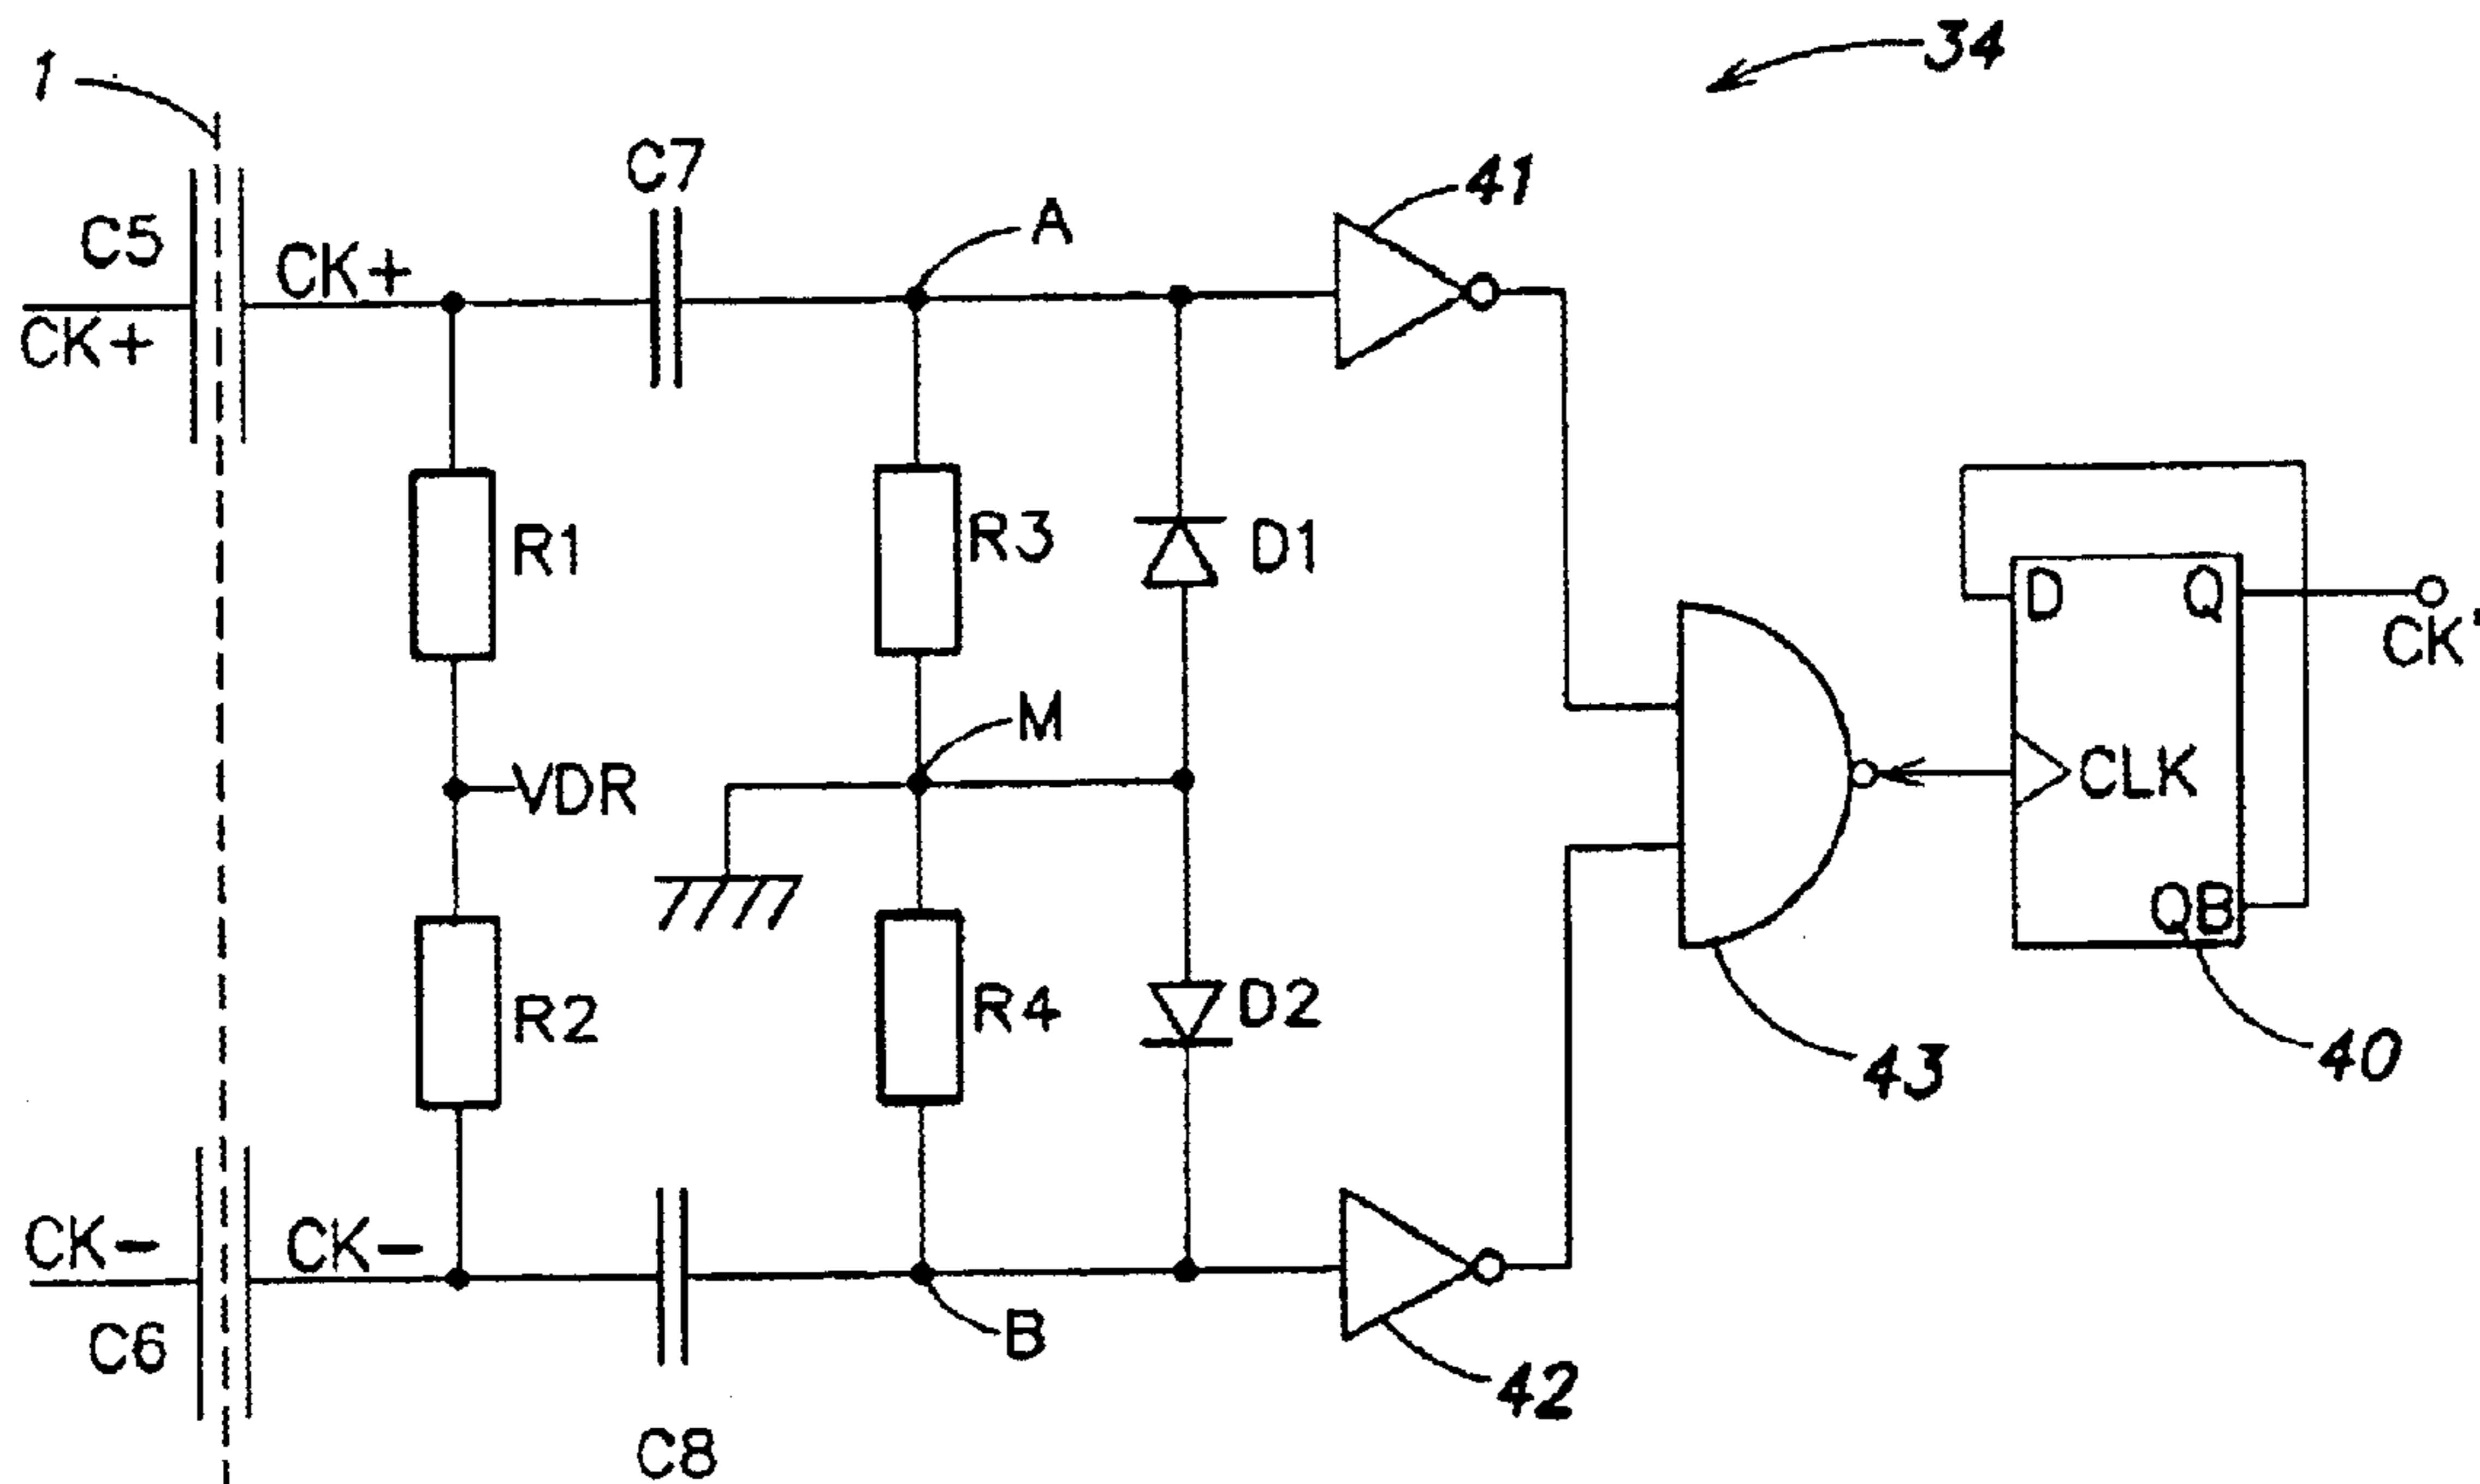 34
1
C7
41
A
C5
CK+
CK+
R1
R3
D1
D
Q
CK'
M
VDR
CLK
QB
R2
R4
D2
43
40
CK-
CK-
C6
B
42
C8